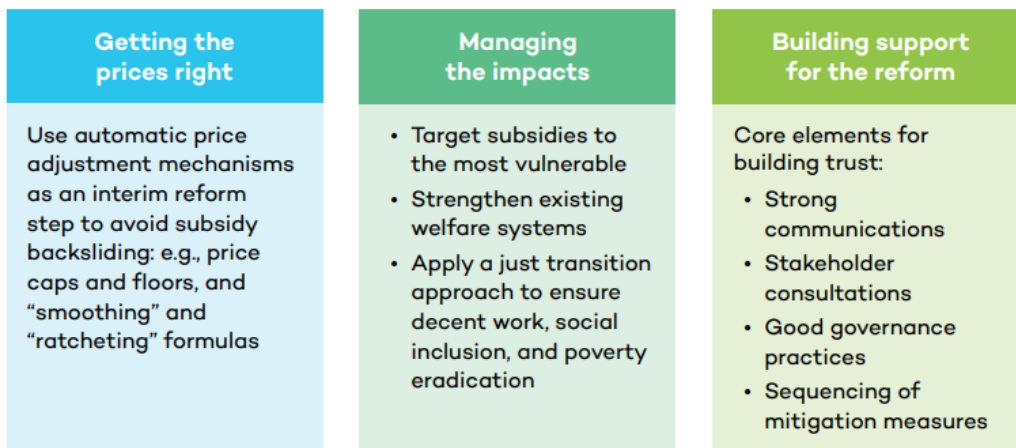 Getting the
prices right
Use automatic price
adjustment mechanisms
as an interim reform
step to avoid subsidy
backsliding: e.g., price
caps and floors, and
“smoothing” and
“ratcheting” formulas
Managing
the impacts
• Target subsidies to
the most vulnerable
• Strengthen existing
welfare systems
• Apply a just transition
approach to ensure
decent work, social
inclusion, and poverty
eradication
Building support
for the reform
Core elements for
building trust:
• Strong
communications
• Stakeholder
consultations
• Good governance
practices
• Sequencing of
mitigation measures